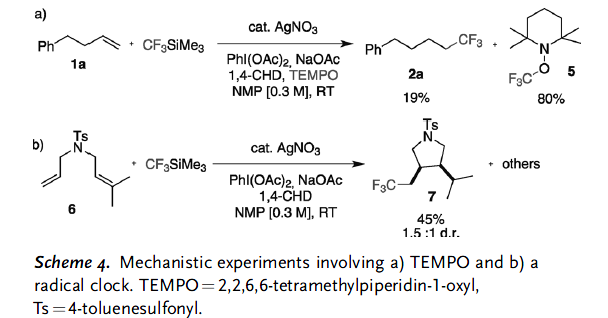 a)
cat. AgNO3
Ph + CF3SiMe3
1a
PhI(OAc)2, NaOAc
1,4-CHD, TEMPO
NMP [0.3 M], RT
Ph CF3 +
2a
19%
N
O
F3C 5
80%
b)
Ts
N
+ CF3SiMe3
6
cat. AgNO3
PhI(OAc)2, NaOAc
1,4-CHD
NMP [0.3 M], RT
Ts
N
F3C
7
+ others
45%
1.5 :1 d.r.
Scheme 4. Mechanistic experiments involving a) TEMPO and b) a
radical clock. TEMPO=2,2,6,6-tetramethylpiperidin-1-oxyl,
Ts=4-toluenesulfonyl.